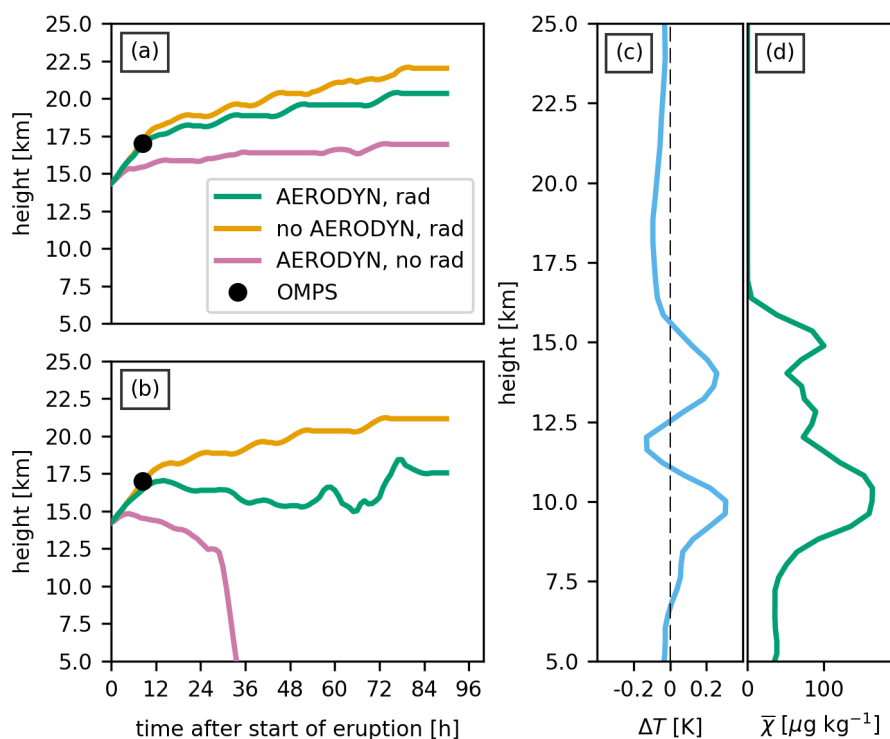 (a)
25.0
22.5
20.0
17.5
15.0
12.5
10.0
7.5
5.0
height [km]
AERODYN, rad
no AERODYN, rad
AERODYN, no rad
OMPS
(b)
25.0
22.5
20.0
17.5
15.0
12.5
10.0
7.5
5.0
height [km]
0 12 24 36 48 60 72 84 96
time after start of eruption [h]
(c)
25.0
22.5
20.0
17.5
15.0
12.5
10.0
7.5
5.0
height [km]
-0.2 0 0.2
ΔT [K]
(d)
0 100
χ̅ [μg kg⁻¹]